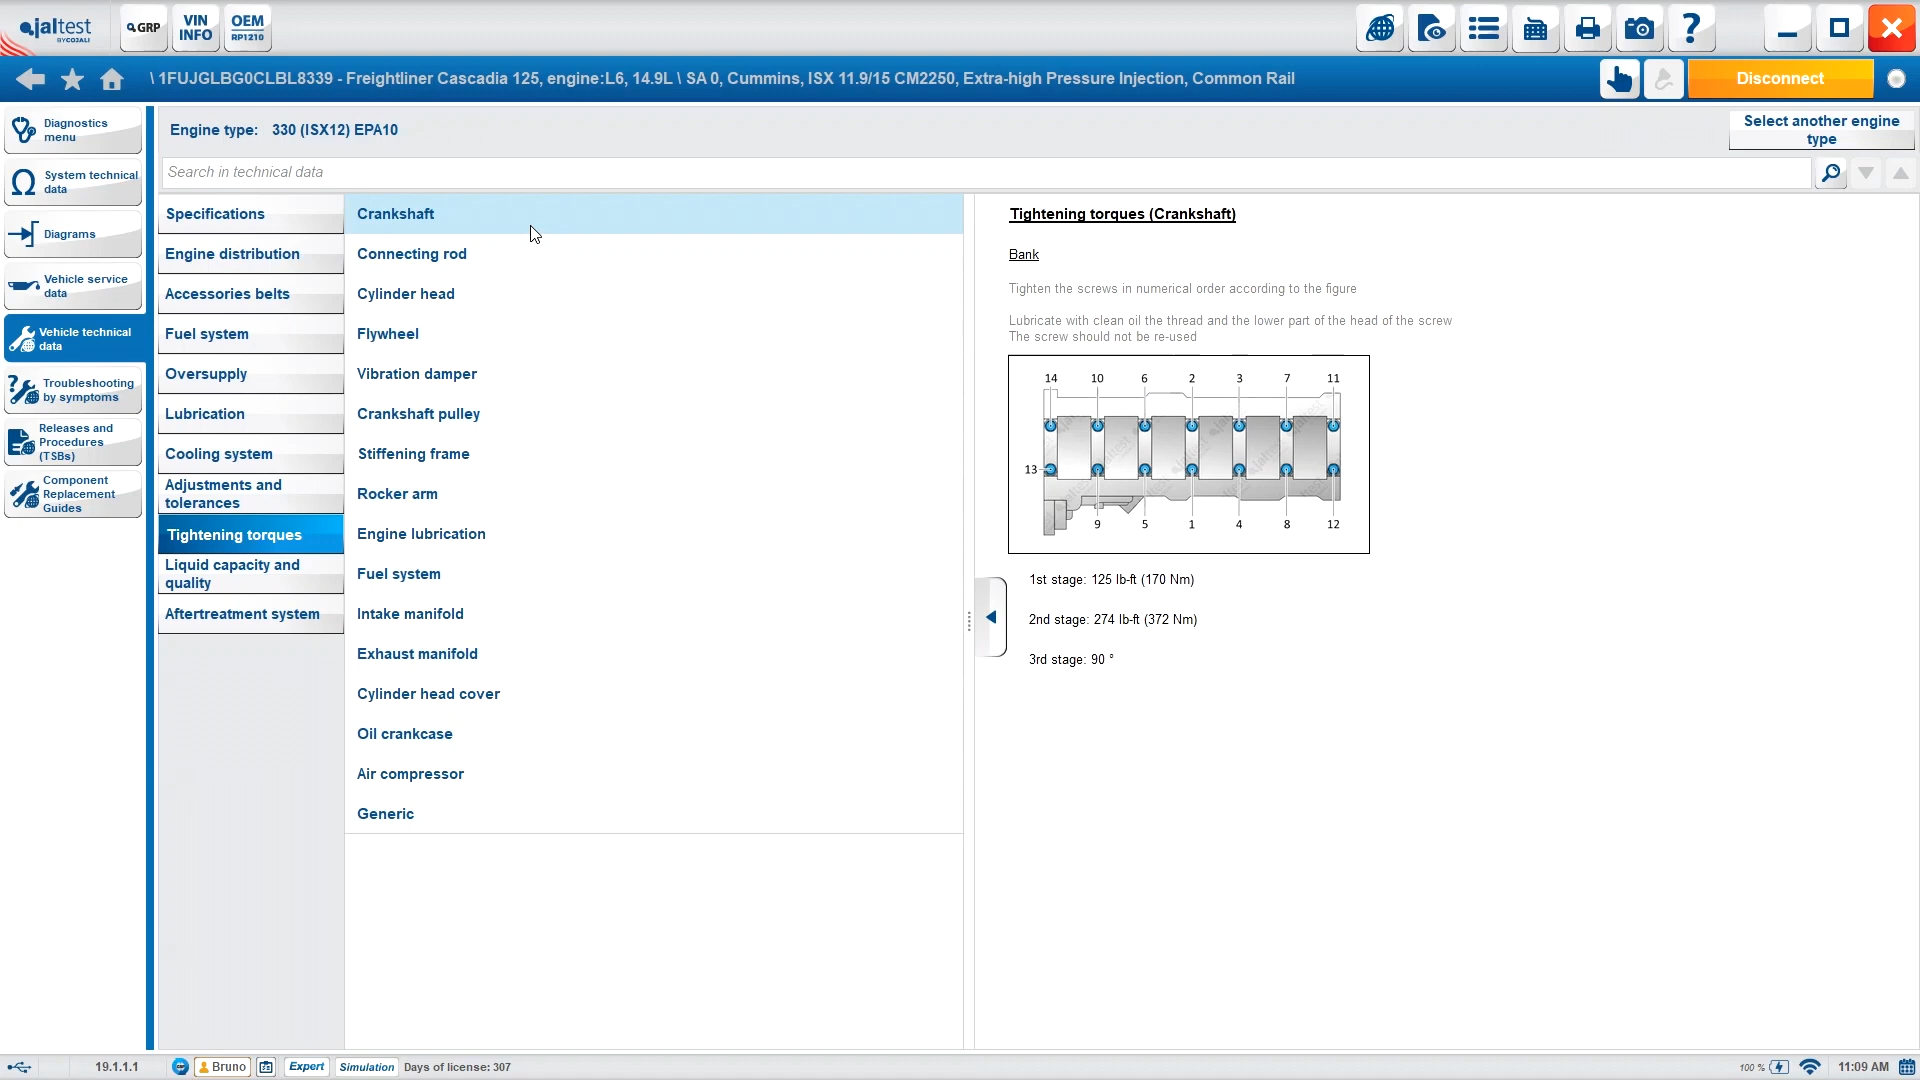 jaltest
BY COJALI
GRP
VIN
INFO
OEM
RP1210
\ 1FUJGLBG0CLBL8339 - Freightliner Cascadia 125, engine:L6, 14.9L \ SA 0, Cummins, ISX 11.9/15 CM2250, Extra-high Pressure Injection, Common Rail
Disconnect
Diagnostics
menu
System technical
data
Diagrams
Vehicle service
data
Vehicle technical
data
Troubleshooting
by symptoms
Releases and
Procedures
(TSBs)
Component
Replacement
Guides
Engine type: 330 (ISX12) EPA10
Select another engine
type
Search in technical data
Specifications
Engine distribution
Accessories belts
Fuel system
Oversupply
Lubrication
Cooling system
Adjustments and
tolerances
Tightening torques
Liquid capacity and
quality
Aftertreatment system
Crankshaft
Connecting rod
Cylinder head
Flywheel
Vibration damper
Crankshaft pulley
Stiffening frame
Rocker arm
Engine lubrication
Fuel system
Intake manifold
Exhaust manifold
Cylinder head cover
Oil crankcase
Air compressor
Generic
Tightening torques (Crankshaft)
Bank
Tighten the screws in numerical order according to the figure
Lubricate with clean oil the thread and the lower part of the head of the screw
The screw should not be re-used
14 10 6 2 3 7 11
13
9 5 1 4 8 12
1st stage: 125 lb-ft (170 Nm)
2nd stage: 274 lb-ft (372 Nm)
3rd stage: 90 °
19.1.1.1
Bruno
Expert
Simulation
Days of license: 307
100 %
11:09 AM